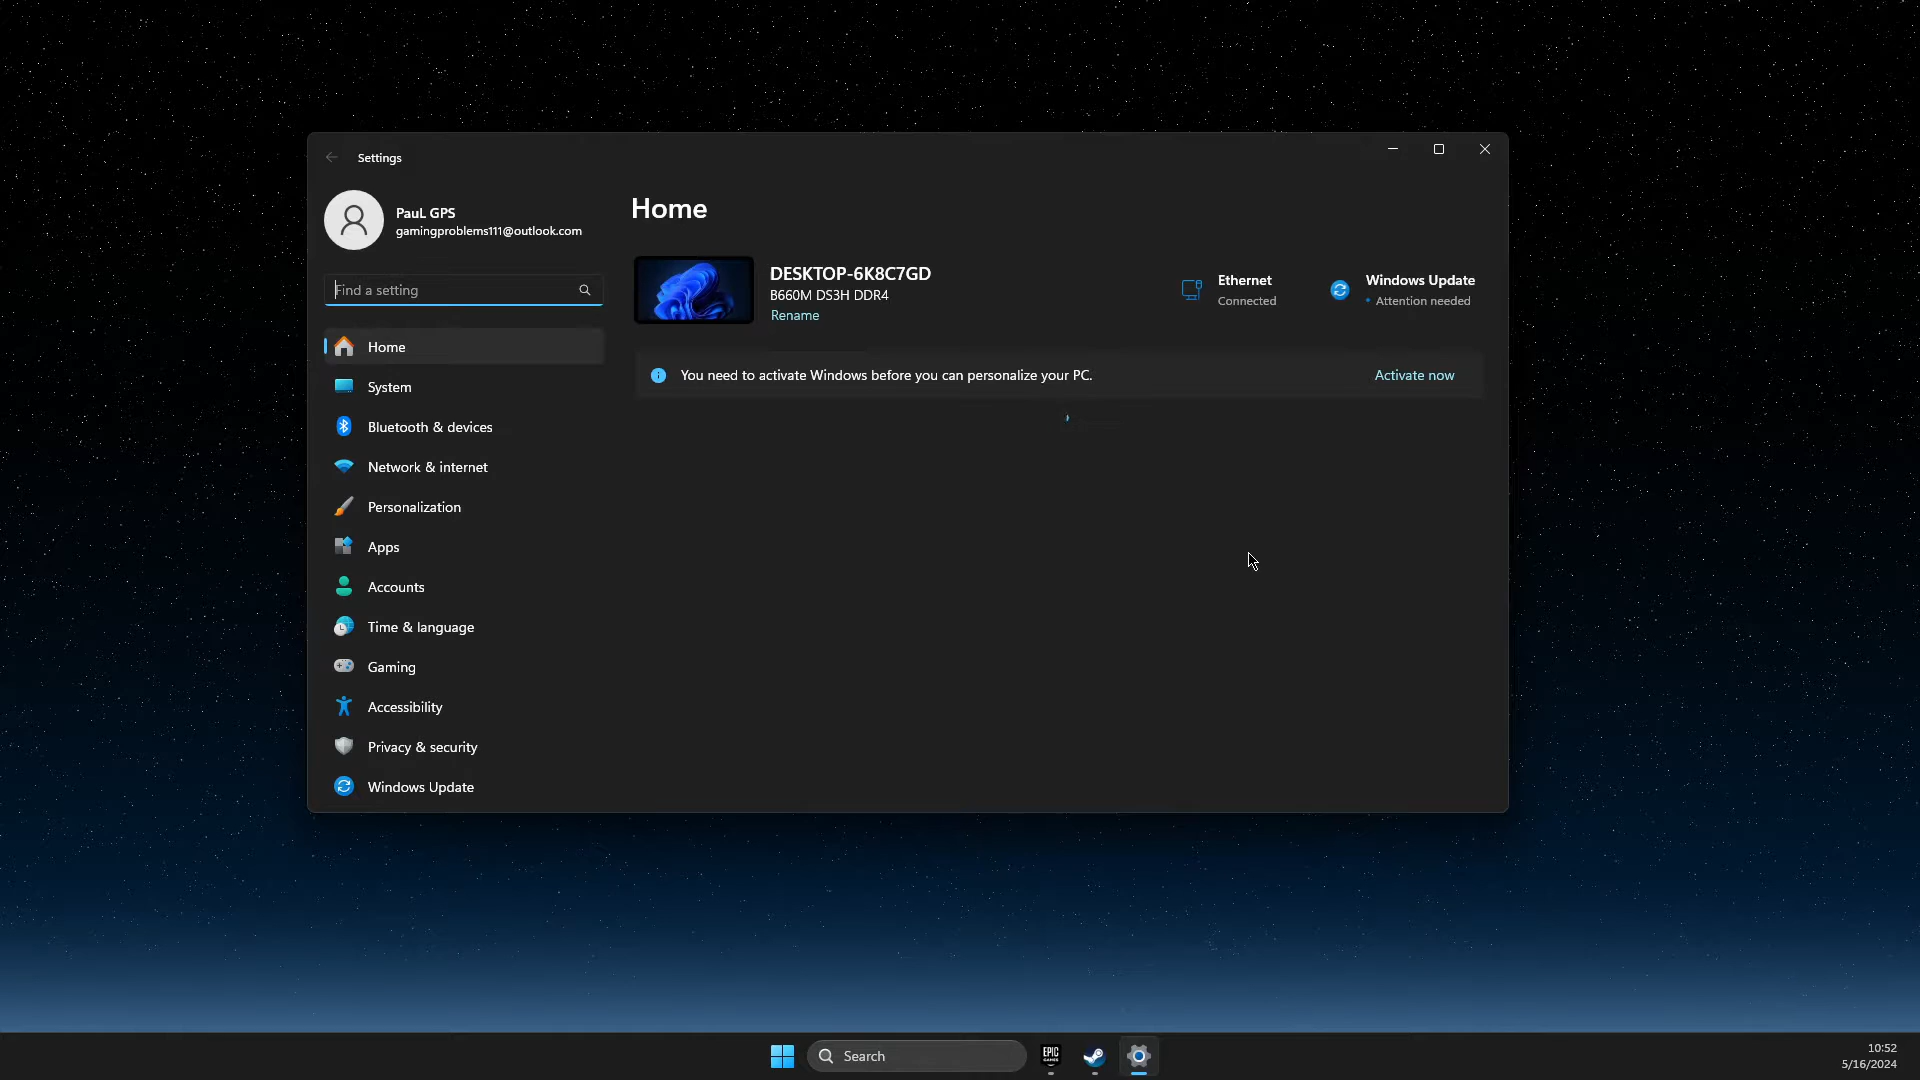 Settings
PauL GPS
gamingproblems111@outlook.com
Find a setting
Home
System
Bluetooth & devices
Network & internet
Personalization
Apps
Accounts
Time & language
Gaming
Accessibility
Privacy & security
Windows Update
Home
DESKTOP-6K8C7GD
B660M DS3H DDR4
Rename
Ethernet
Connected
Windows Update
Attention needed
You need to activate Windows before you can personalize your PC.
Activate now
Search
EPIC
GAMES
10:52
5/16/2024